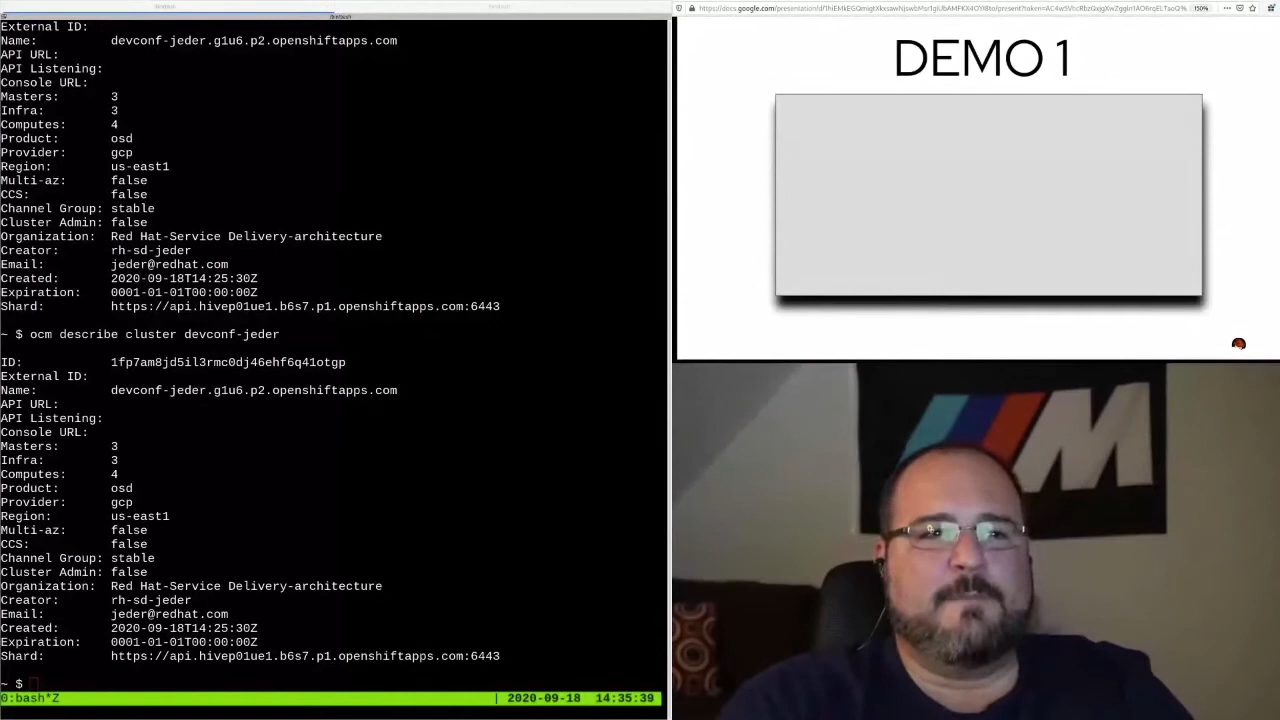 External ID:
Name: devconf-jeder.g1u6.p2.openshiftapps.com
API URL:
API Listening:
Console URL:
Masters: 3
Infra: 3
Computes: 4
Product: osd
Provider: gcp
Region: us-east1
Multi-az: false
CCS: false
Channel Group: stable
Cluster Admin: false
Organization: Red Hat-Service Delivery-architecture
Creator: rh-sd-jeder
Email: jeder@redhat.com
Created: 2020-09-18T14:25:30Z
Expiration: 0001-01-01T00:00:00Z
Shard: https://api.hivep01ue1.b6s7.p1.openshiftapps.com:6443
~ $ ocm describe cluster devconf-jeder
ID: 1fp7am8jd5il3rmc0dj46ehf6q41otgp
External ID:
Name: devconf-jeder.g1u6.p2.openshiftapps.com
API URL:
API Listening:
Console URL:
Masters: 3
Infra: 3
Computes: 4
Product: osd
Provider: gcp
Region: us-east1
Multi-az: false
CCS: false
Channel Group: stable
Cluster Admin: false
Organization: Red Hat-Service Delivery-architecture
Creator: rh-sd-jeder
Email: jeder@redhat.com
Created: 2020-09-18T14:25:30Z
Expiration: 0001-01-01T00:00:00Z
Shard: https://api.hivep01ue1.b6s7.p1.openshiftapps.com:6443
~ $
0:bash*Z | 2020-09-18 14:35:39
150%
DEMO 1
M